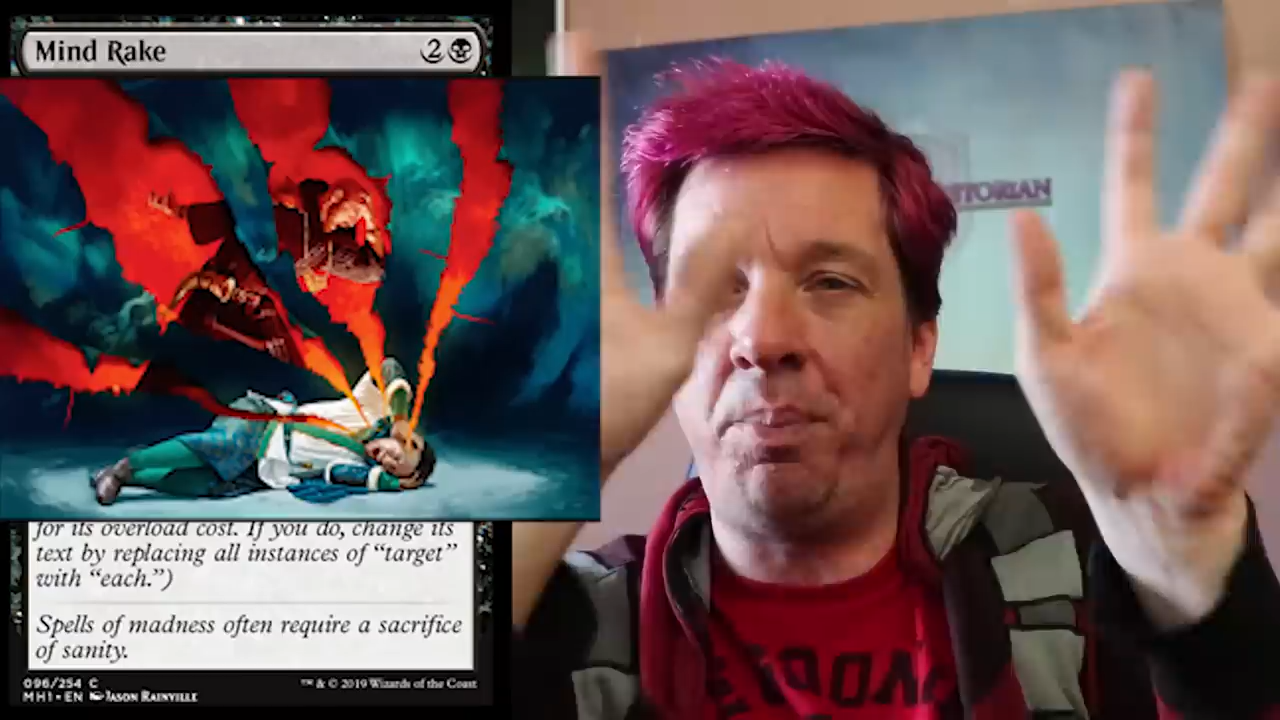 Mind Rake 2
for its overload cost. If you do, change its
text by replacing all instances of “target”
with “each.”)
Spells of madness often require a sacrifice
of sanity.
096/254 C
MH1 • EN JASON RAINVILLE
™ & © 2019 Wizards of the Coast